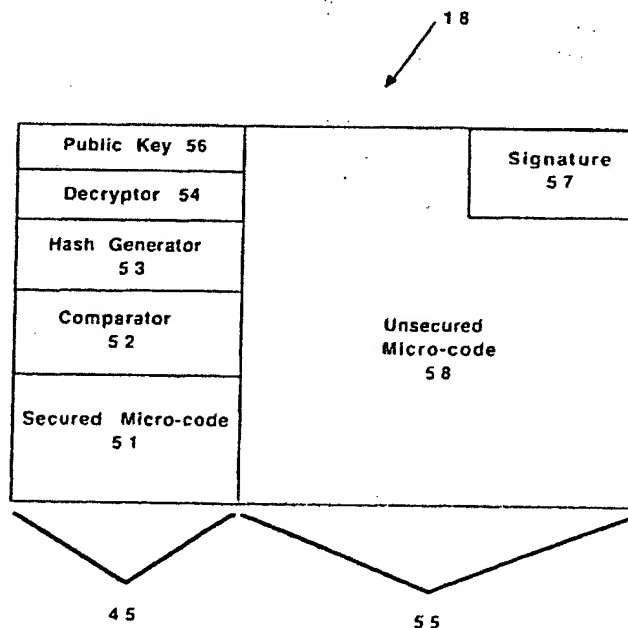 18
Public Key 56
Decryptor 54
Hash Generator
53
Comparator
52
Secured Micro-code
51
Signature
57
Unsecured
Micro-code
58
45
55